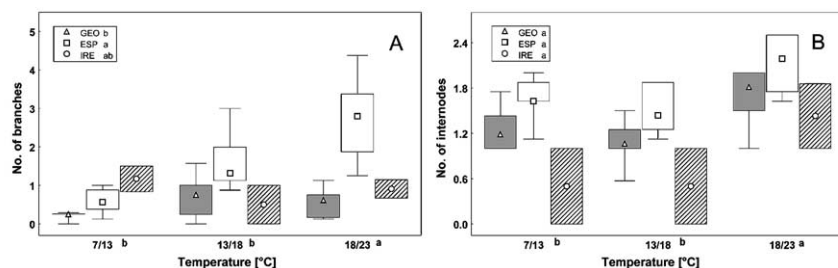 A
GEO b
ESP a
IRE ab
No. of branches
5
4
3
2
1
0
7/13 b
13/18 b
18/23 a
Temperature [°C]
B
GEO a
ESP a
IRE a
No. of internodes
2.4
1.8
1.2
0.6
0.0
7/13 b
13/18 b
18/23 a
Temperature [°C]